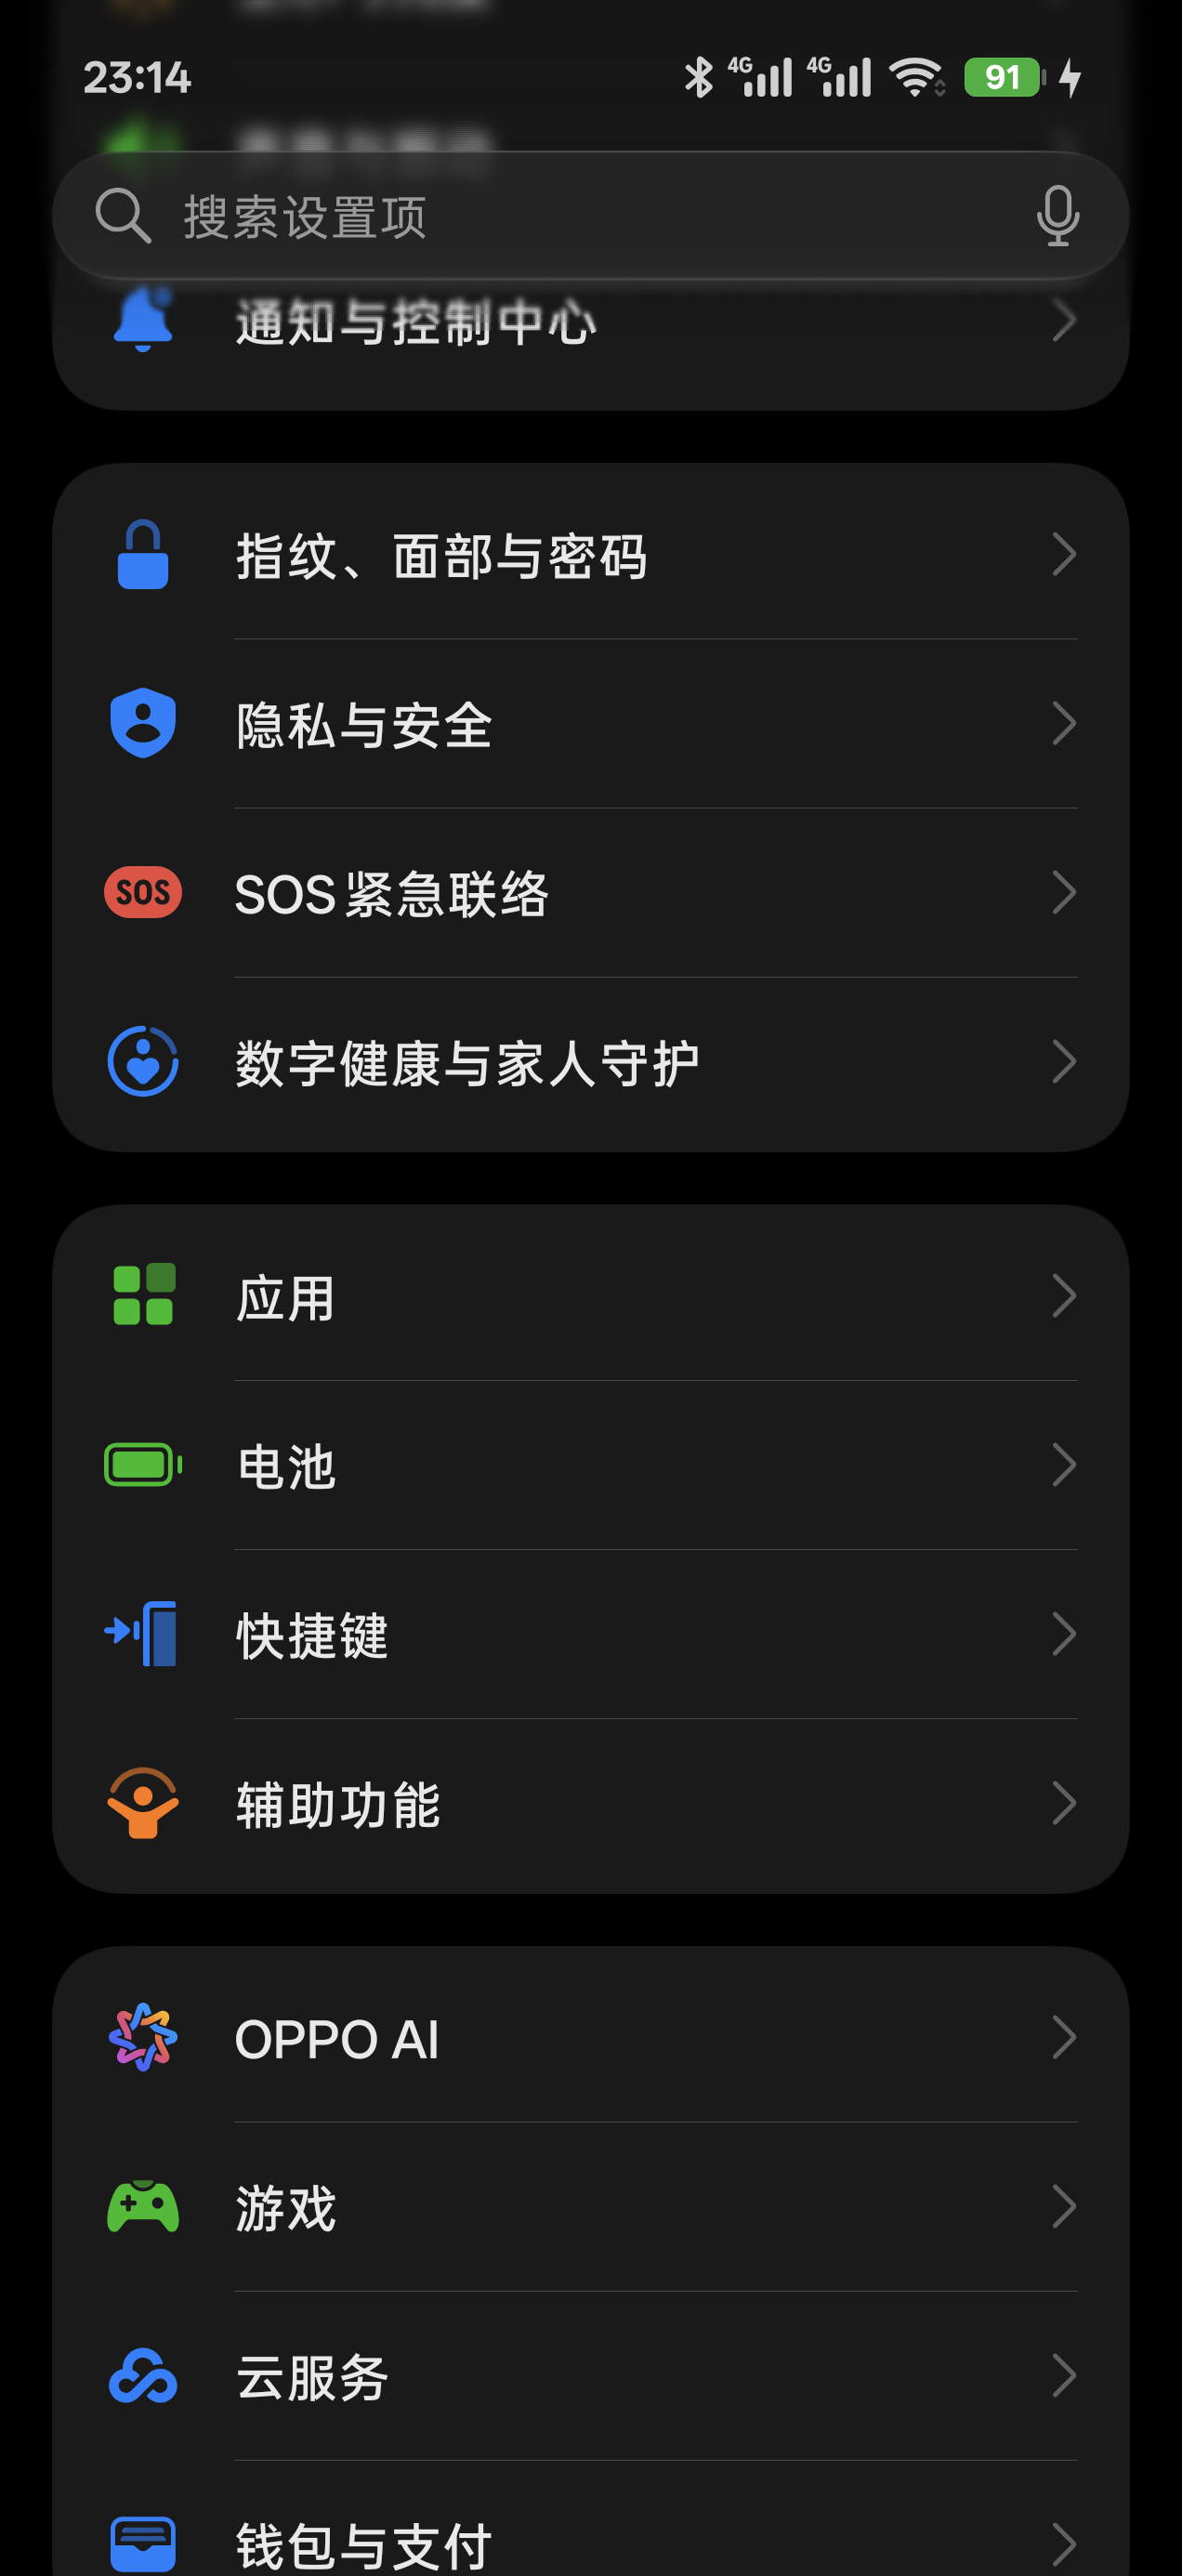 23:14
4G 4G 91
搜索设置项
通知与控制中心
指纹、面部与密码
隐私与安全
SOS SOS 紧急联络
数字健康与家人守护
应用
电池
快捷键
辅助功能
OPPO AI
游戏
云服务
钱包与支付